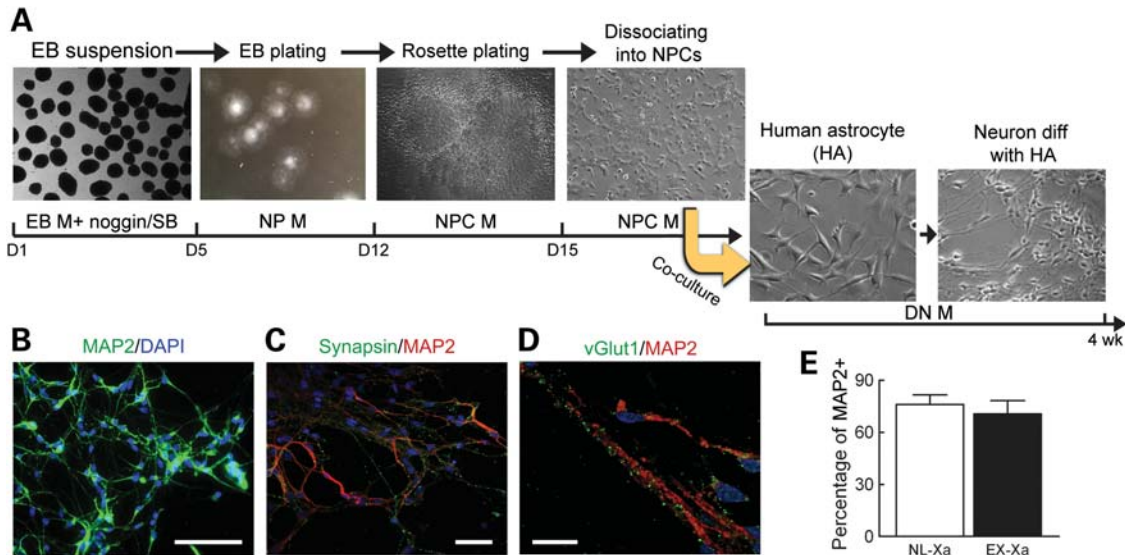 A
EB suspension
EB plating
Rosette plating
Dissociating
into NPCs
Human astrocyte
(HA)
Neuron diff
with HA
EB M+ noggin/SB
NP M
NPC M
NPC M
D1
D5
D12
D15
Co-culture
DN M
4 wk
B
MAP2/DAPI
C
Synapsin/MAP2
D
vGlut1/MAP2
E
Percentage of MAP2+
90
60
30
0
NL-Xa
EX-Xa